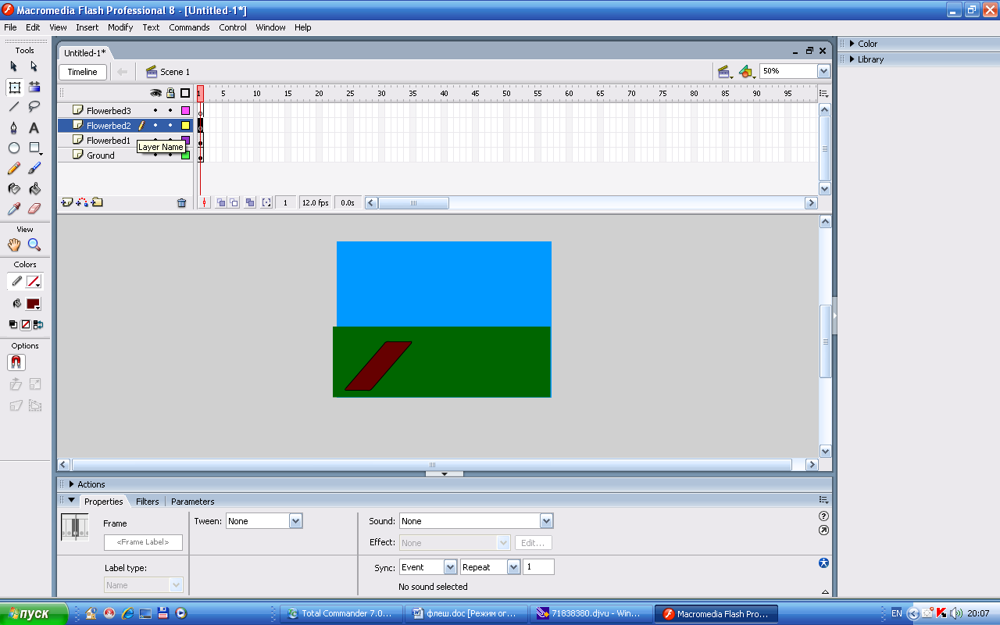 Macromedia Flash Professional 8 - [Untitled-1*]
File Edit View Insert Modify Text Commands Control Window Help
Tools
Untitled-1*
Color
Library
Timeline
Scene 1
50%
1 5 10 15 20 25 30 35 40 45 50 55 60 65 70 75 80 85 90 95
Flowerbed3
Flowerbed2
Flowerbed1
Layer Name
Ground
1 12.0 fps 0.0s
View
Colors
Options
Actions
Properties Filters Parameters
Frame
<Frame Label>
Label type:
Name
Tween: None
Sound: None
Effect: None Edit...
Sync: Event Repeat 1
No sound selected
пуск
Total Commander 7.0...
флеш.doc [Режим ог...
71838380.djvu - Win...
Macromedia Flash Pro...
EN
20:07